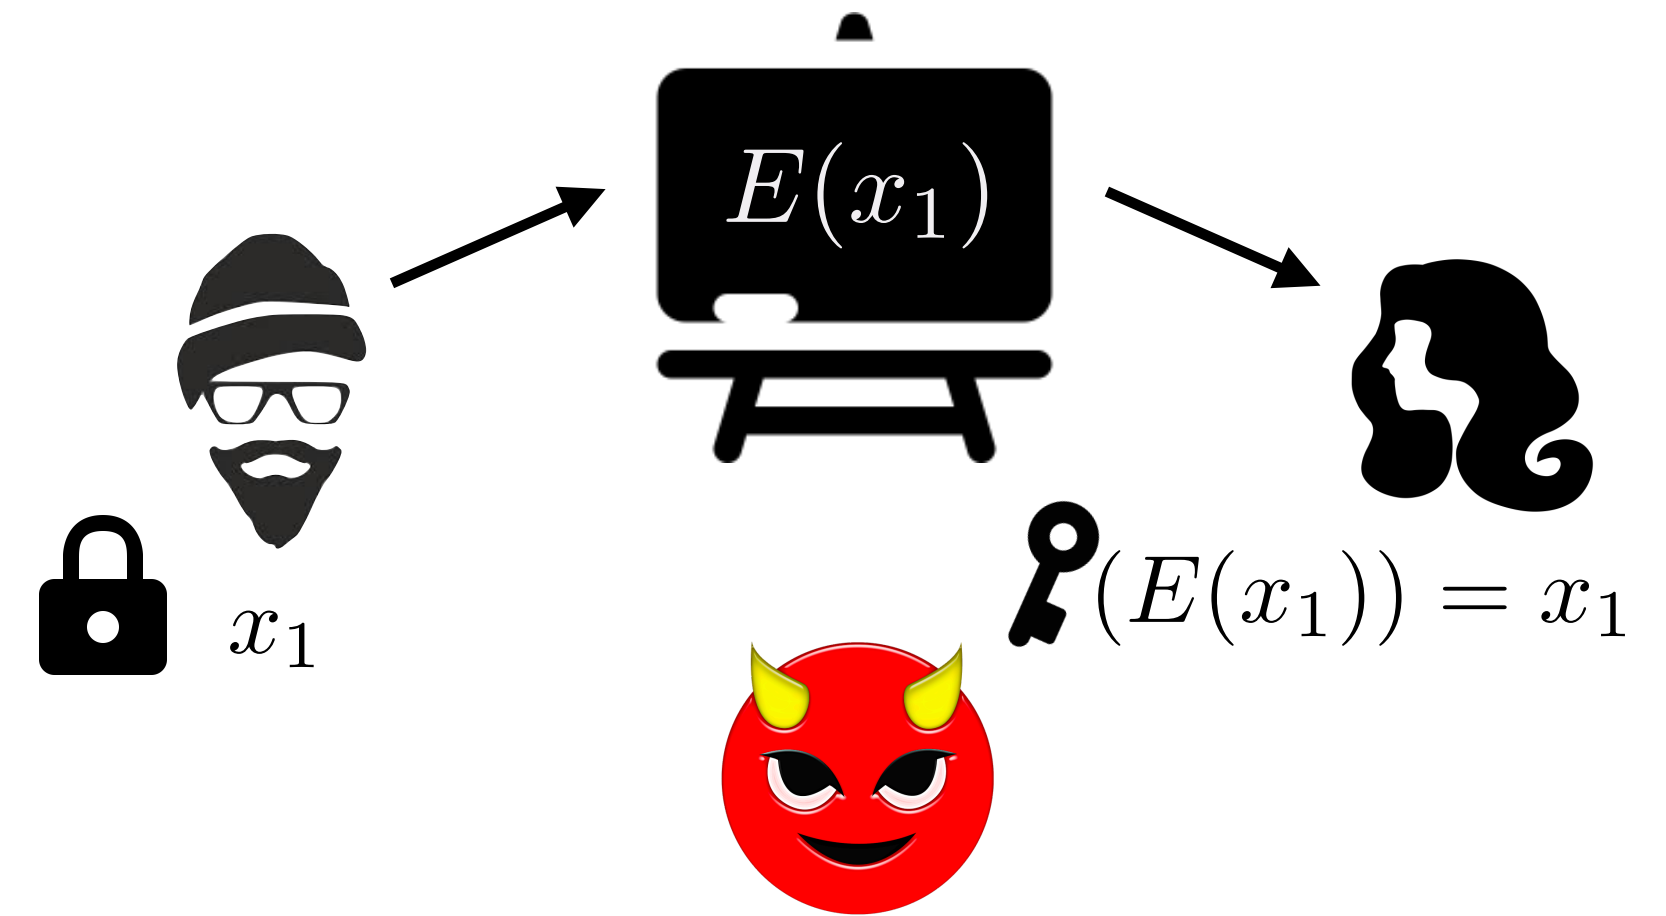 E(x₁)
x₁
(E(x₁)) = x₁